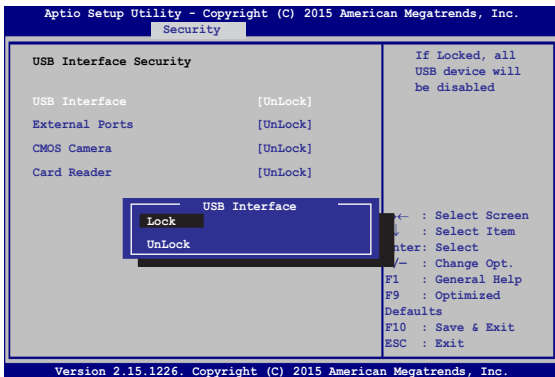 Aptio Setup Utility - Copyright (C) 2015 American Megatrends, Inc.
Security
USB Interface Security
USB Interface [UnLock]
External Ports [UnLock]
CMOS Camera [UnLock]
Card Reader [UnLock]
If Locked, all
USB device will
be disabled
USB Interface
Lock
UnLock
← : Select Screen
↓ : Select Item
nter: Select
/— : Change Opt.
F1 : General Help
F9 : Optimized
Defaults
F10 : Save & Exit
ESC : Exit
Version 2.15.1226. Copyright (C) 2015 American Megatrends, Inc.